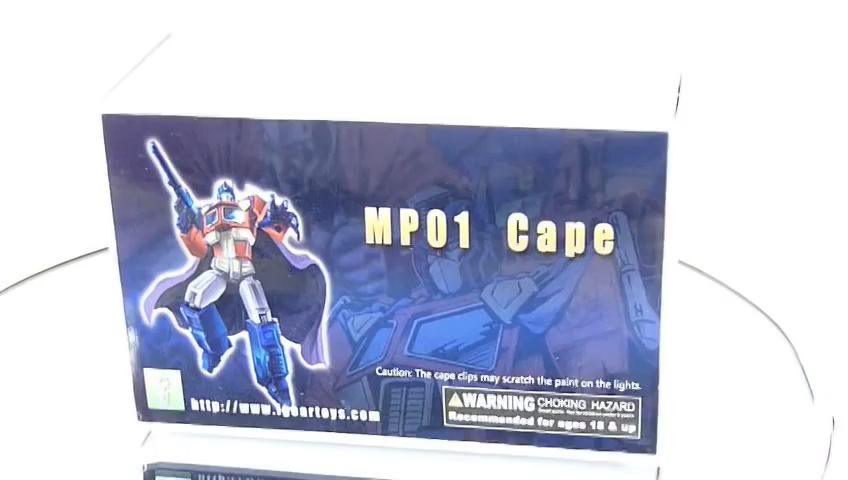 MP01 Cape
Caution: The cape clips may scratch the paint on the lights.
WARNING CHOKING HAZARD
Recommended for ages 18 & up
http://www.igeartoys.com